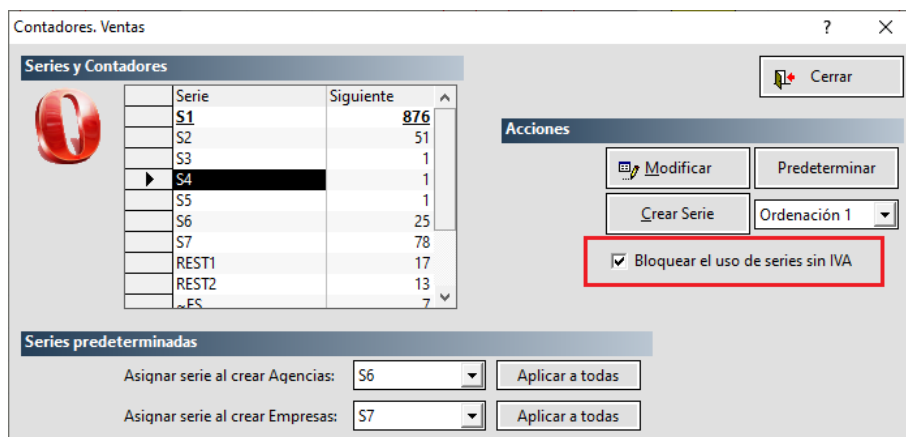 Contadores. Ventas
Series y Contadores
Cerrar
Serie Siguiente
S1 876
S2 51
S3 1
S4 1
S5 1
S6 25
S7 78
REST1 17
REST2 13
~FS 7
Acciones
Modificar Predeterminar
Crear Serie Ordenación 1
Bloquear el uso de series sin IVA
Series predeterminadas
Asignar serie al crear Agencias: S6 Aplicar a todas
Asignar serie al crear Empresas: S7 Aplicar a todas